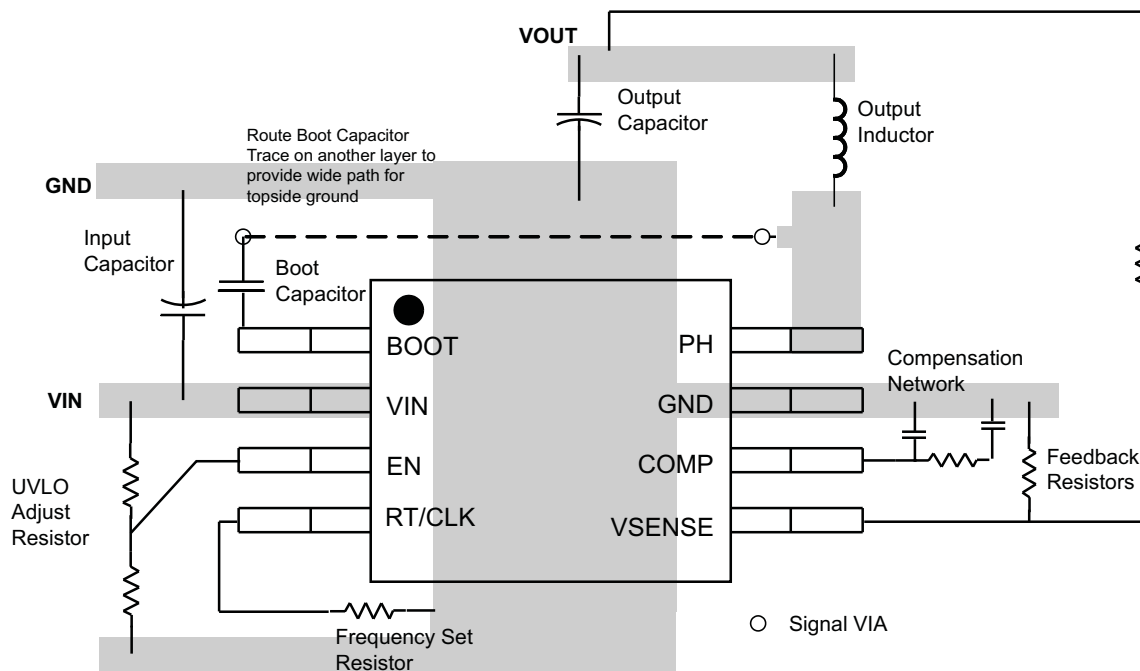 VOUT
Output
Capacitor
Output
Inductor
Route Boot Capacitor
Trace on another layer to
provide wide path for
topside ground
GND
Input
Capacitor
Boot
Capacitor
BOOT
PH
Compensation
Network
VIN
VIN
GND
EN
COMP
Feedback
Resistors
UVLO
Adjust
Resistor
RT/CLK
VSENSE
Signal VIA
Frequency Set
Resistor